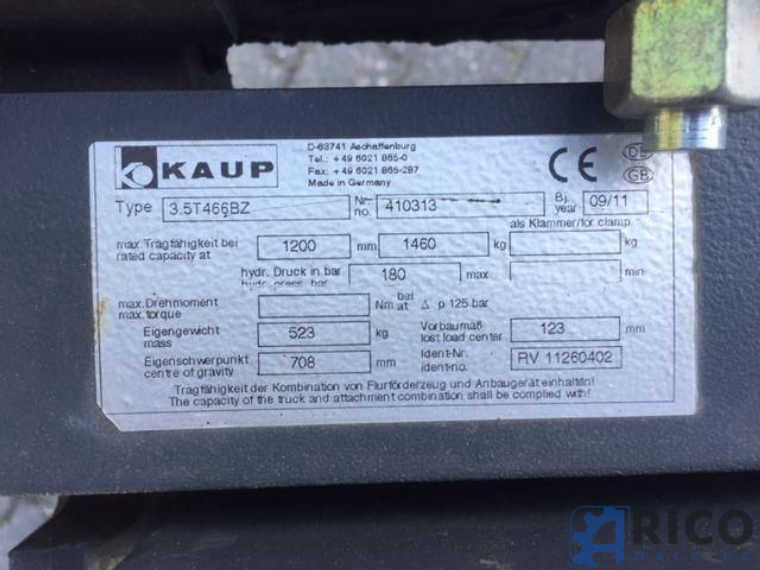 KAUP
D-63741 Aschaffenburg
Tel.: +49 6021 865-0
Fax: +49 6021 865-287
Made in Germany
CE DE
GB
Type 3.5T466BZ Nr. no. 410313 Bj. year 09/11
als Klammer/for clamp
max.Tragfähigkeit bei
rated capacity at 1200 mm 1460 kg kg
hydr. Druck in bar 180 max min
hydr. press. bar
max.Drehmoment
max.torque Nm bei at Δ p 125 bar
Eigengewicht
mass 523 kg Vorbaumaß
lost load center 123 mm
Eigenschwerpunkt
centre of gravity 708 mm Ident-Nr.
ident-no. RV 11260402
Tragfähigkeit der Kombination von Flurförderzeug und Anbaugerät einhalten!
The capacity of the truck and attachment combination shall be complied with!
ARICO
Machine